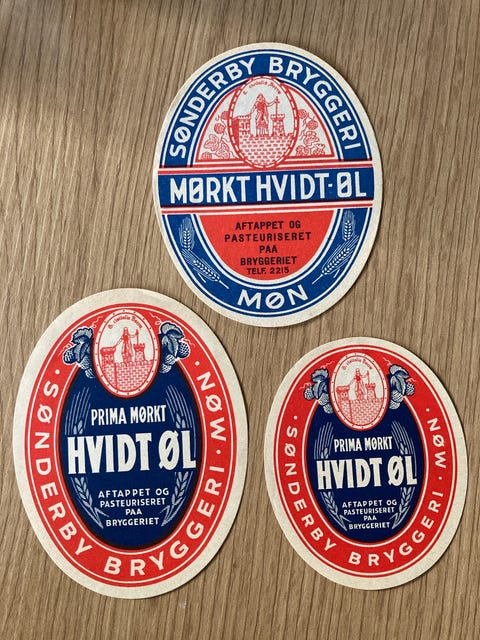 SØNDERBY BRYGGERI
MØRKT HVIDT-ØL
AFTAPPET OG
PASTEURISERET
PAA
BRYGGERIET
TELF. 2215
MØN
PRIMA MØRKT
HVIDT ØL
AFTAPPET OG
PASTEURISERET
PAA
BRYGGERIET
SØNDERBY BRYGGERI · MØN
PRIMA MØRKT
HVIDT ØL
AFTAPPET OG
PASTEURISERET
PAA
BRYGGERIET
SØNDERBY BRYGGERI · MØN